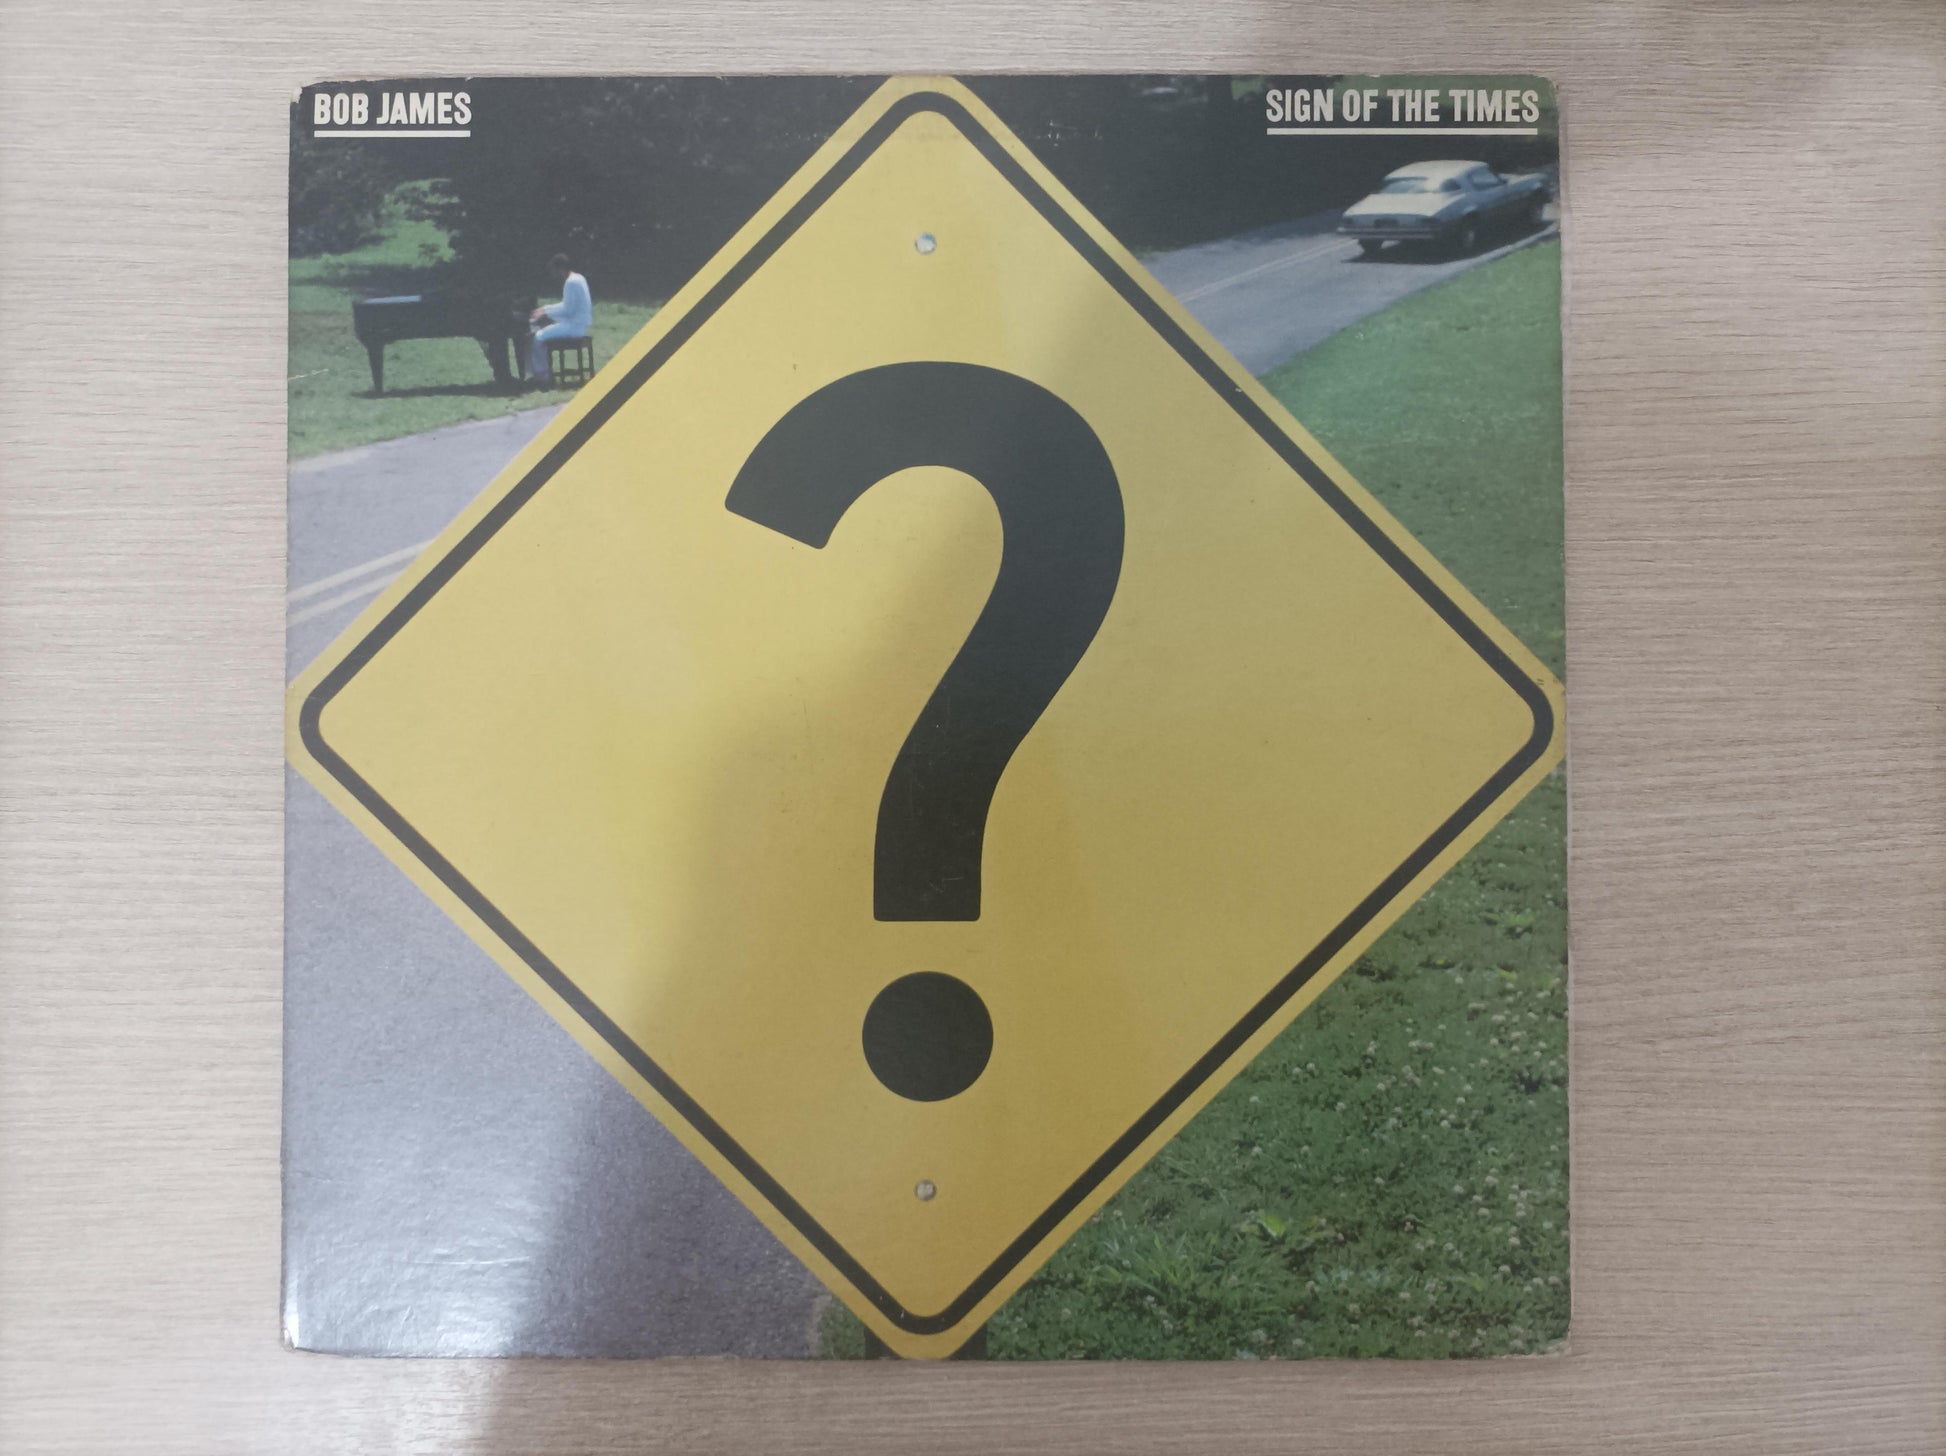 BOB JAMES
SIGN OF THE TIMES
?